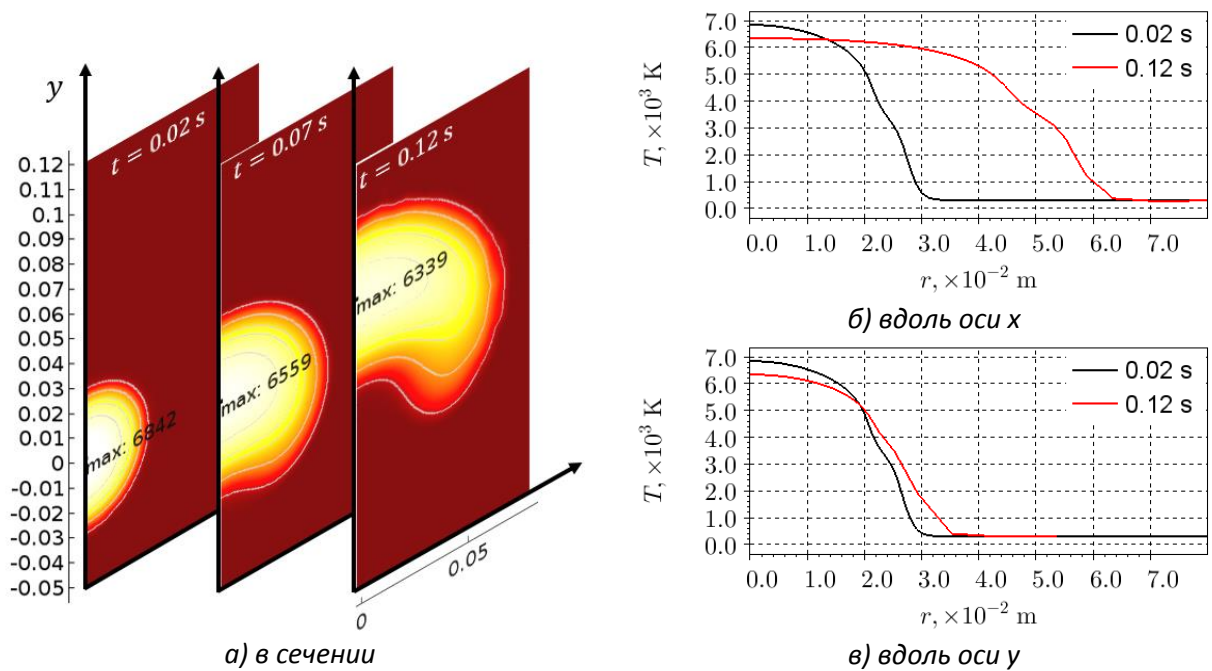 y
t = 0.02 s
t = 0.07 s
t = 0.12 s
0.12
0.11
0.1
0.09
0.08
0.07
0.06
0.05
0.04
0.03
0.02
0.01
0
-0.01
-0.02
-0.03
-0.04
-0.05
max: 6842
max: 6559
max: 6339
0
0.05
а) в сечении
T, ×10³ K
7.0
6.0
5.0
4.0
3.0
2.0
1.0
0.0
0.02 s
0.12 s
0.0 1.0 2.0 3.0 4.0 5.0 6.0 7.0
r, ×10⁻² m
б) вдоль оси x
T, ×10³ K
7.0
6.0
5.0
4.0
3.0
2.0
1.0
0.0
0.02 s
0.12 s
0.0 1.0 2.0 3.0 4.0 5.0 6.0 7.0
r, ×10⁻² m
в) вдоль оси y